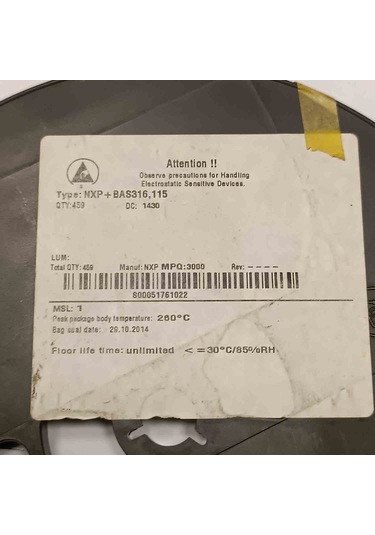 Attention !!
Observe precautions for Handling
Electrostatic Sensitive Devices.
Type: NXP+BAS316,115
QTY: 459 DC: 1430
LUM:
Total QTY: 459 Manuf: NXP MPQ: 3000 Rev: ----
800051761022
MSL: 1
Peak package body temperature: 260°C
Bag seal date: 29.10.2014
Floor life time: unlimited <=30°C/85%RH